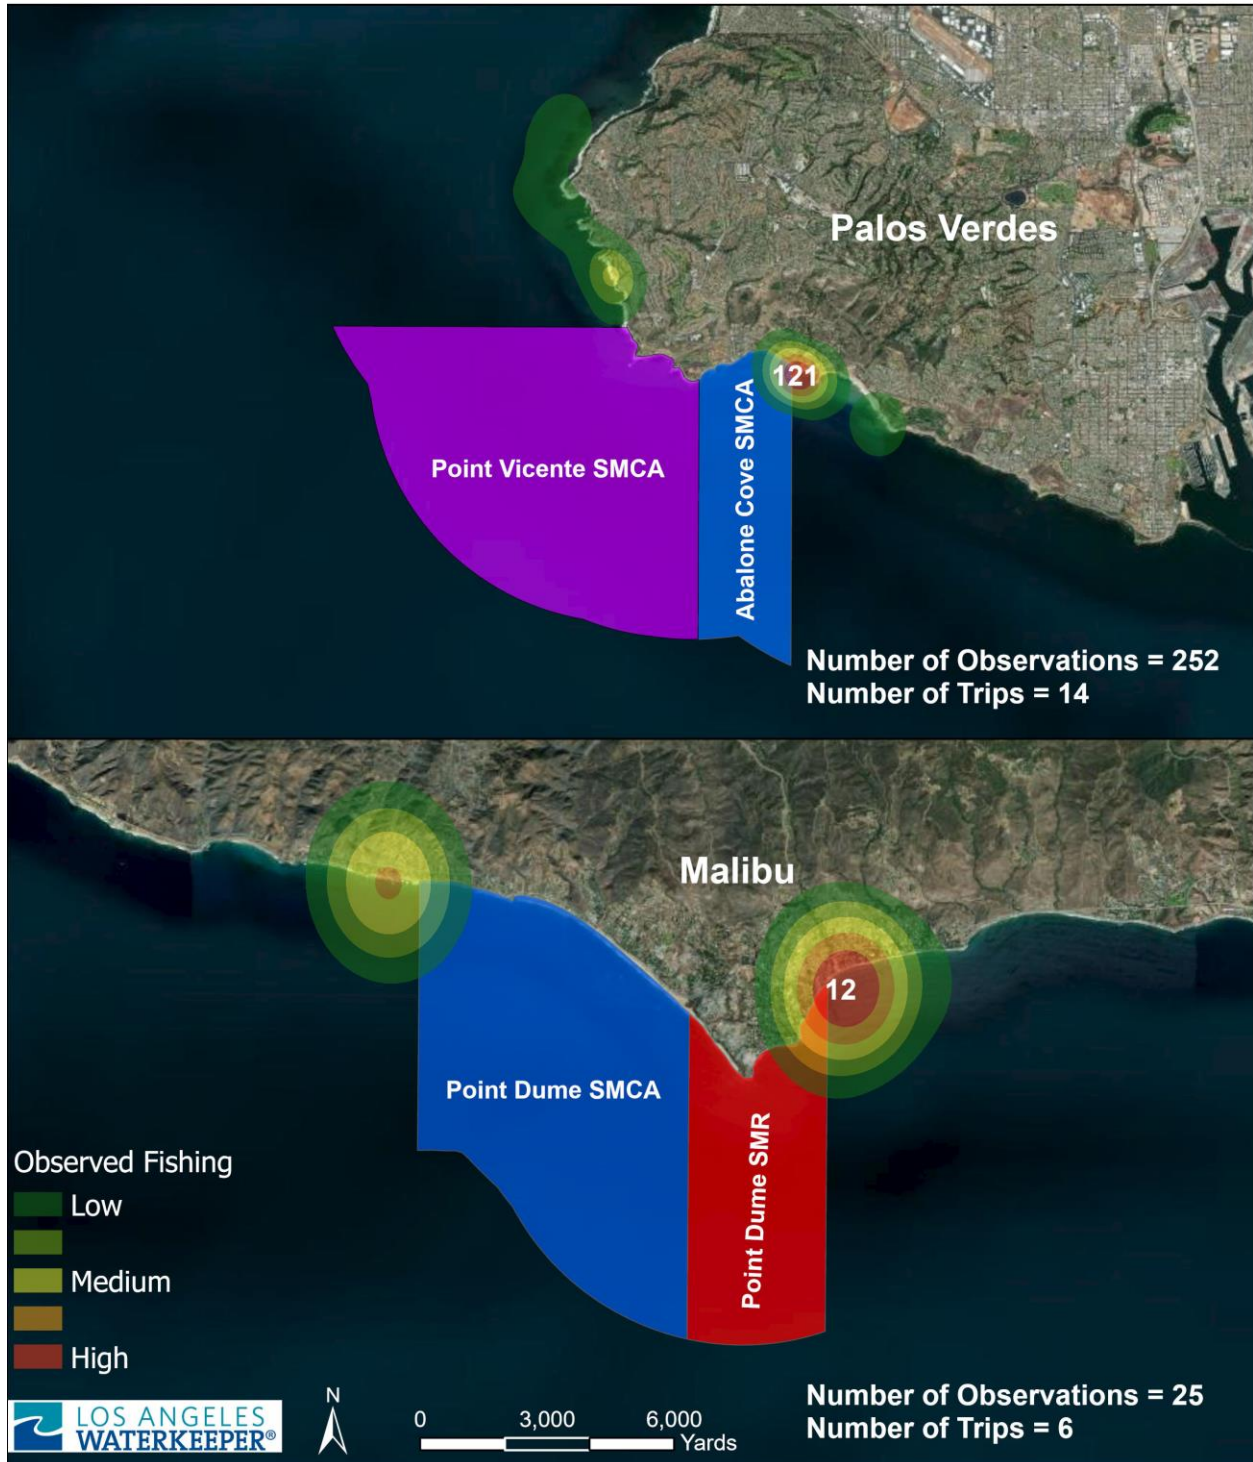 Palos Verdes
121
Point Vicente SMCA
Abalone Cove SMCA
Number of Observations = 252
Number of Trips = 14
Malibu
12
Point Dume SMCA
Point Dume SMR
Observed Fishing
Low
Medium
High
LOS ANGELES
WATERKEEPER®
N
0 3,000 6,000
Yards
Number of Observations = 25
Number of Trips = 6